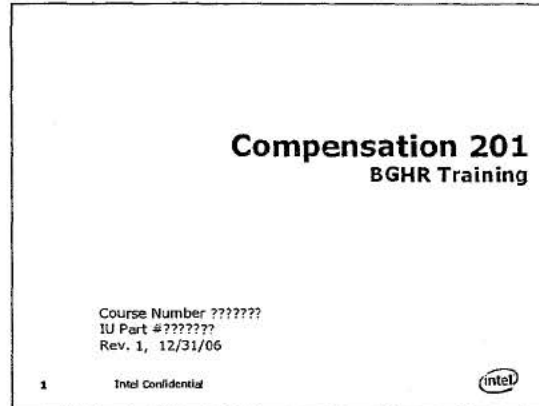 Compensation 201
BGHR Training
Course Number ???????
IU Part #???????
Rev. 1, 12/31/06
1
Intel Confidential
intel